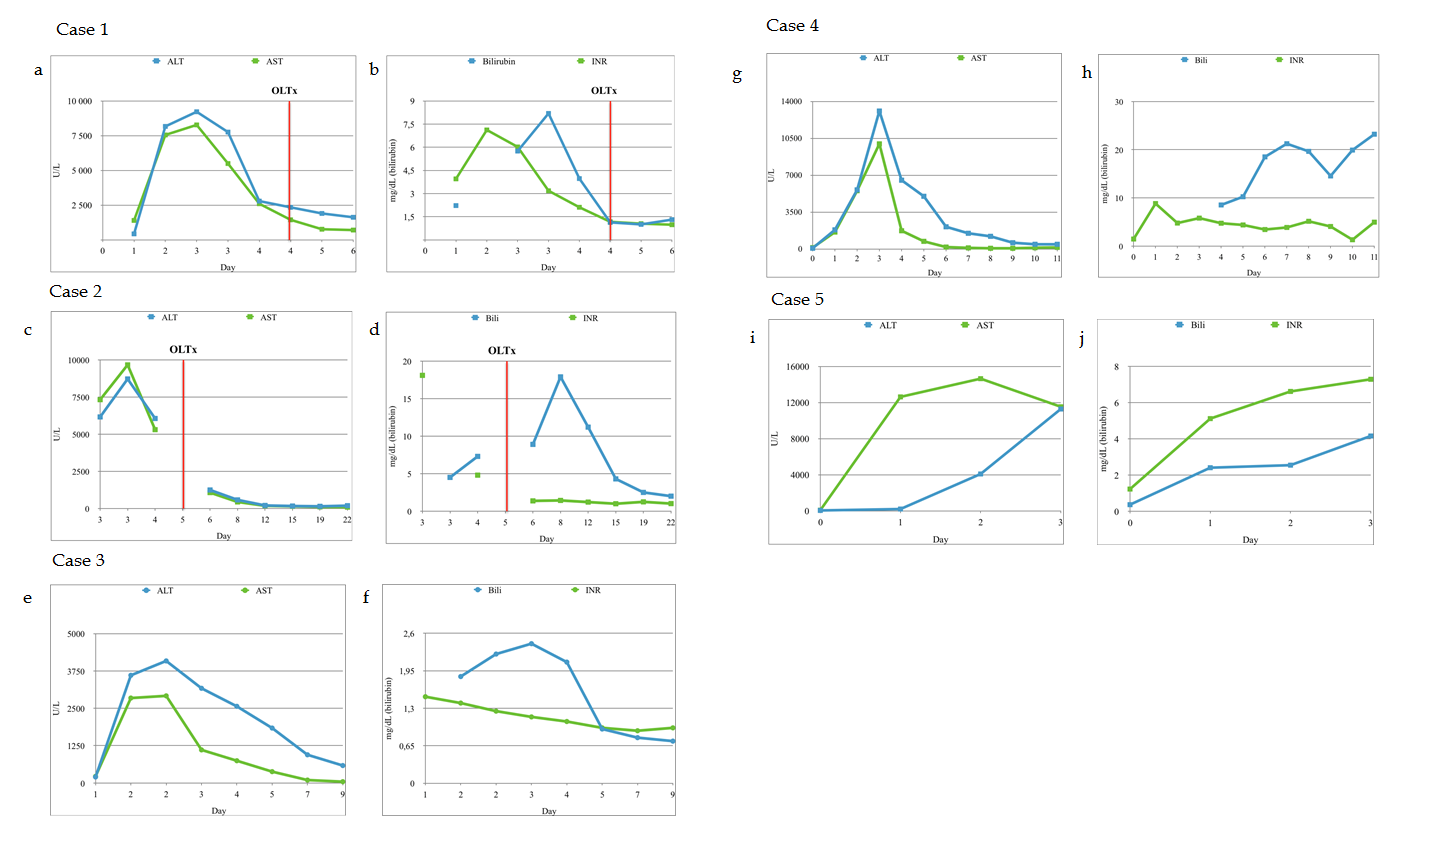 Case 1
a
ALT AST
OLTx
10 000
7 500
5 000
2 500
U/L
0 1 2 3 3 4 4 5 6
Day
b
Bilirubin INR
OLTx
9
7,5
6
4,5
3
1,5
mg/dL (bilirubin)
0 1 2 3 3 4 4 5 6
Day
Case 2
c
ALT AST
OLTx
10000
7500
5000
2500
0
U/L
3 3 4 5 6 8 12 15 19 22
Day
d
Bili INR
OLTx
20
15
10
5
0
mg/dL (bilirubin)
3 3 4 5 6 8 12 15 19 22
Day
Case 3
e
ALT AST
5000
3750
2500
1250
0
U/L
1 2 2 3 4 5 7 9
Day
f
Bili INR
2,6
1,95
1,3
0,65
0
mg/dL (bilirubin)
1 2 2 3 4 5 7 9
Day
Case 4
g
ALT AST
14000
10500
7000
3500
0
U/L
0 1 2 3 4 5 6 7 8 9 10 11
Day
h
Bili INR
30
20
10
0
mg/dL (bilirubin)
0 1 2 3 4 5 6 7 8 9 10 11
Day
Case 5
i
ALT AST
16000
12000
8000
4000
0
U/L
0 1 2 3
Day
j
Bili INR
8
6
4
2
0
mg/dL (bilirubin)
0 1 2 3
Day